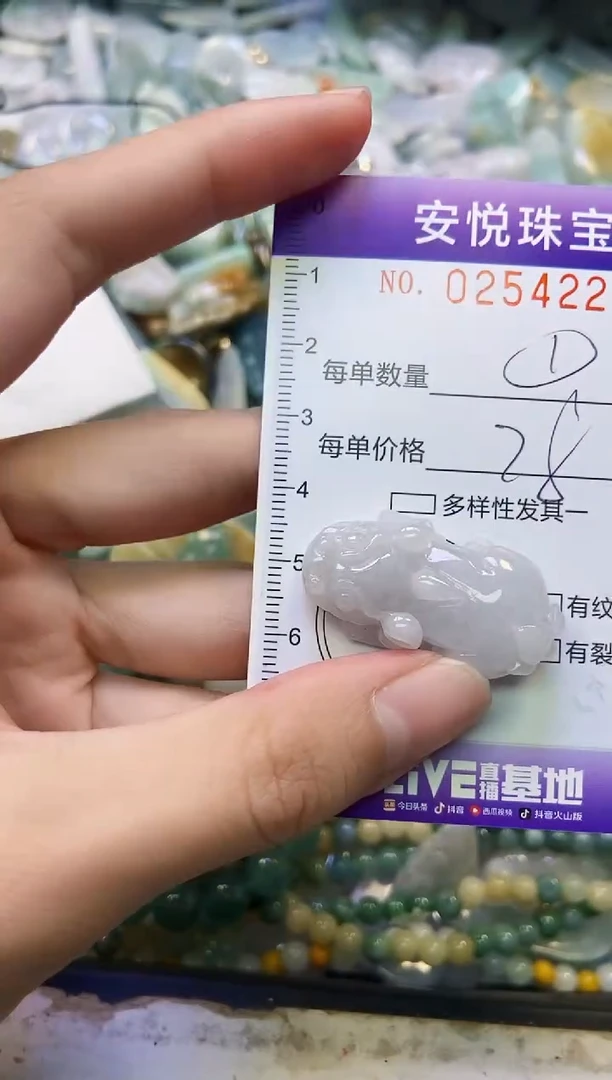 安悦珠宝
NO. 025422
1
2
每单数量 ①
3
每单价格
4
多样性发其一
5
有纹
6
有裂
LIVE直播基地
今日头条 抖音 西瓜视频 抖音火山版